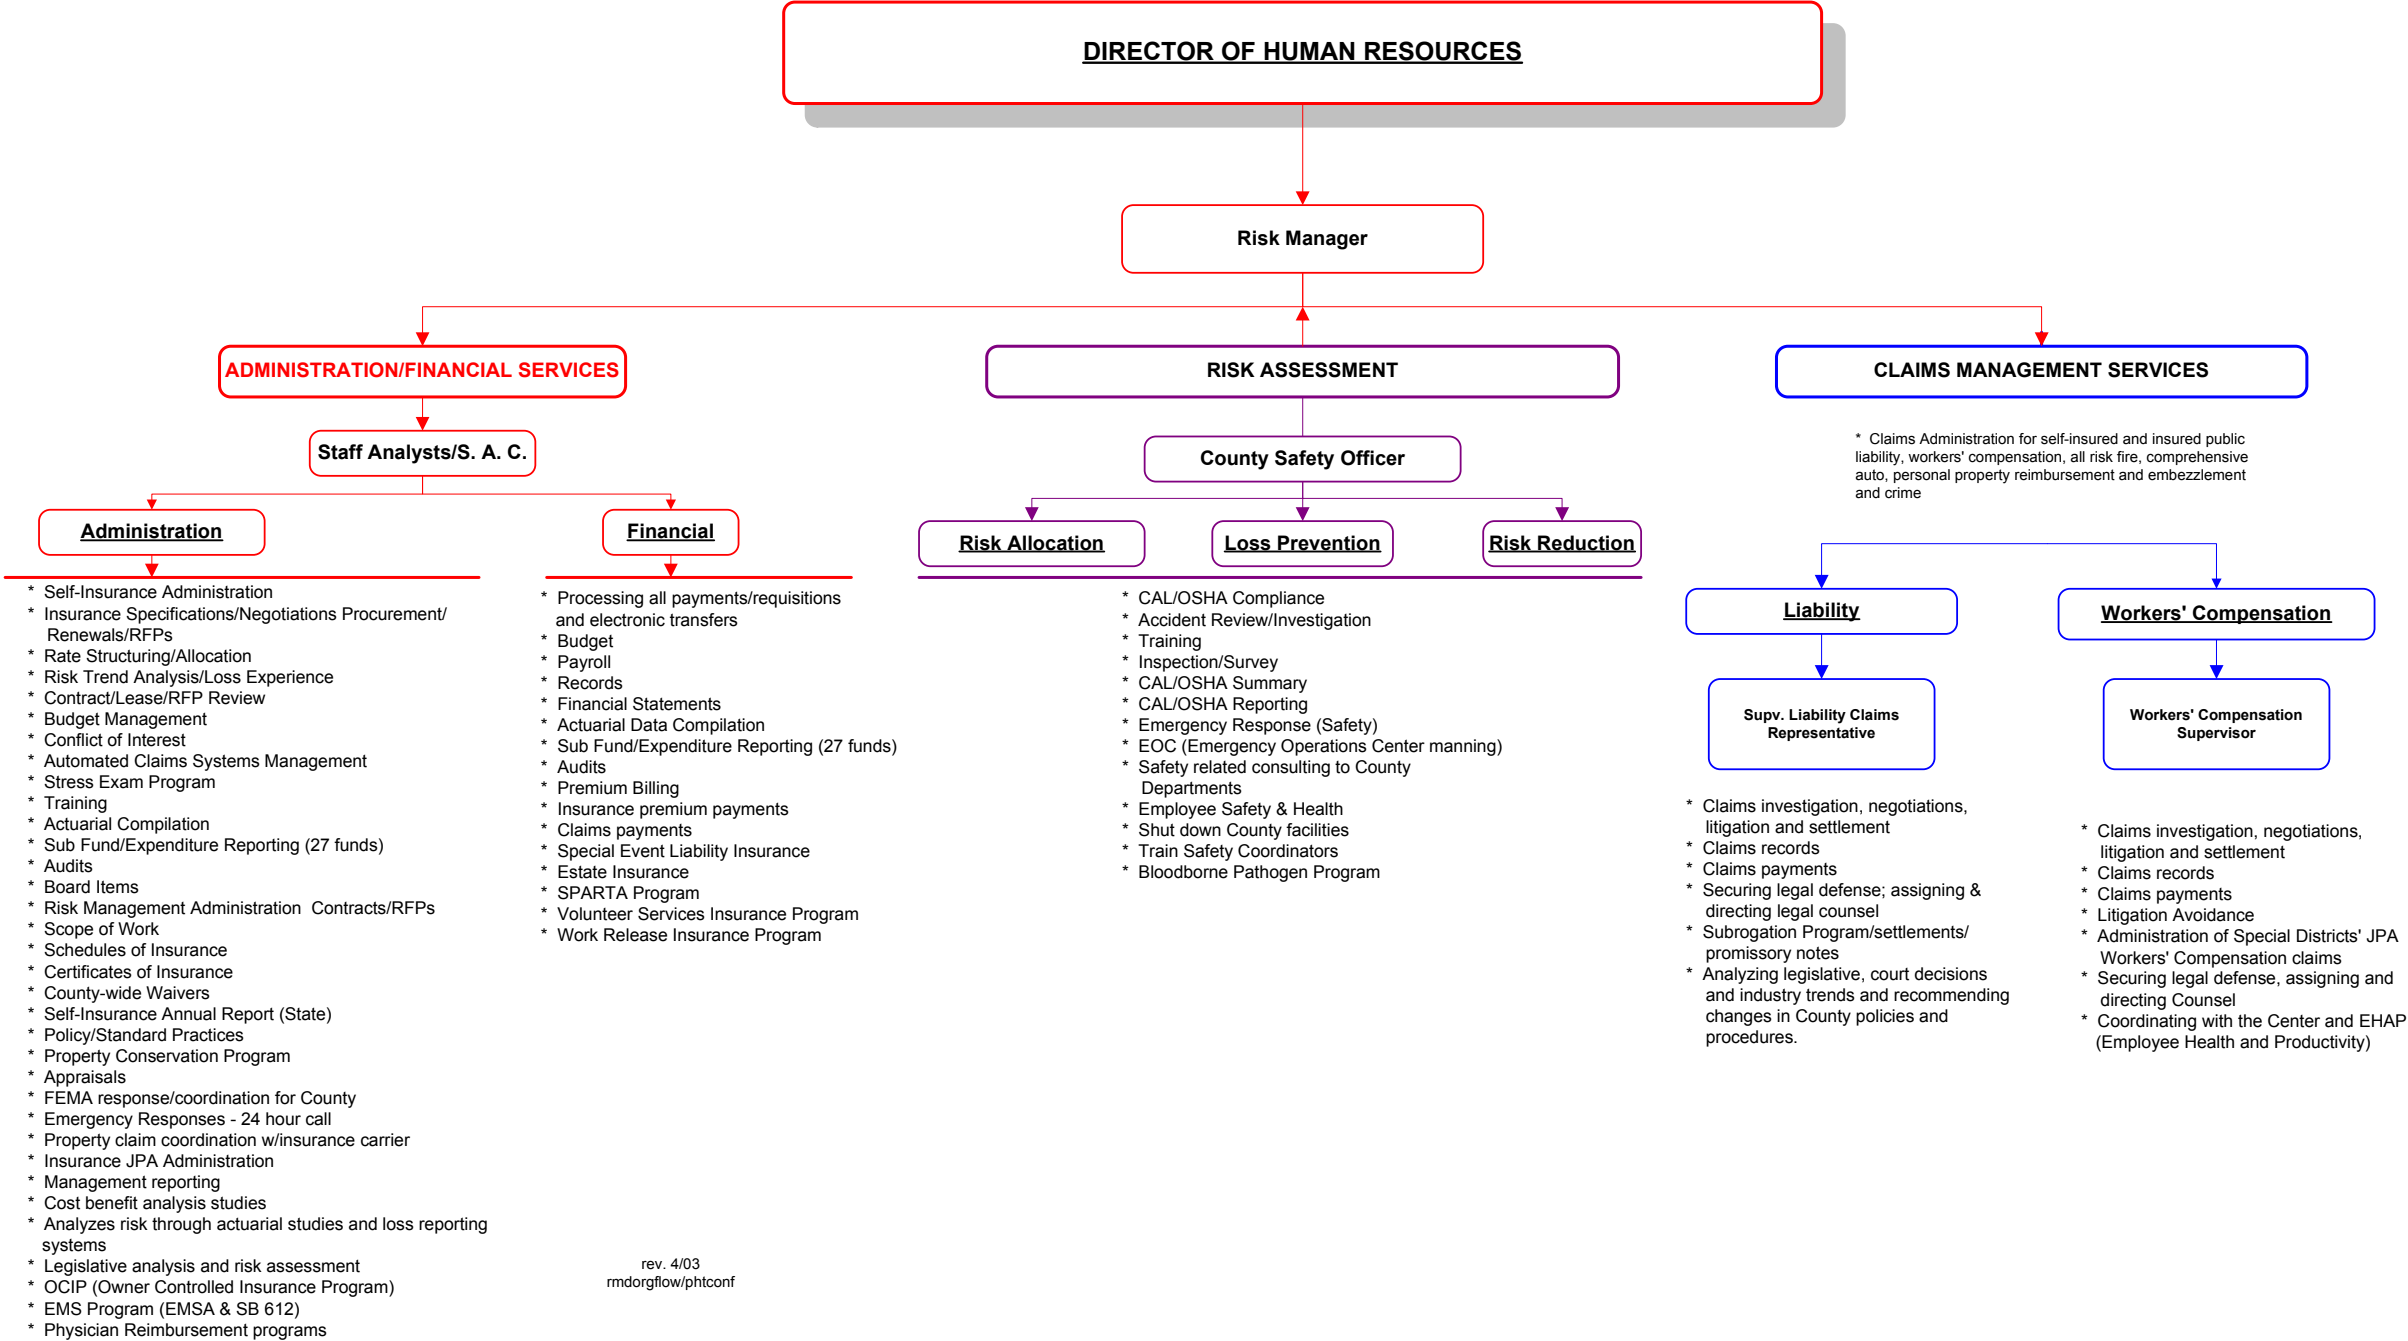 DIRECTOR OF HUMAN RESOURCES
Risk Manager
ADMINISTRATION/FINANCIAL SERVICES
Staff Analysts/S. A. C.
Administration
* Self-Insurance Administration
* Insurance Specifications/Negotiations Procurement/
Renewals/RFPs
* Rate Structuring/Allocation
* Risk Trend Analysis/Loss Experience
* Contract/Lease/RFP Review
* Budget Management
* Conflict of Interest
* Automated Claims Systems Management
* Stress Exam Program
* Training
* Actuarial Compilation
* Sub Fund/Expenditure Reporting (27 funds)
* Audits
* Board Items
* Risk Management Administration Contracts/RFPs
* Scope of Work
* Schedules of Insurance
* Certificates of Insurance
* County-wide Waivers
* Self-Insurance Annual Report (State)
* Policy/Standard Practices
* Property Conservation Program
* Appraisals
* FEMA response/coordination for County
* Emergency Responses - 24 hour call
* Property claim coordination w/insurance carrier
* Insurance JPA Administration
* Management reporting
* Cost benefit analysis studies
* Analyzes risk through actuarial studies and loss reporting
systems
* Legislative analysis and risk assessment
* OCIP (Owner Controlled Insurance Program)
* EMS Program (EMSA & SB 612)
* Physician Reimbursement programs
Financial
* Processing all payments/requisitions
and electronic transfers
* Budget
* Payroll
* Records
* Financial Statements
* Actuarial Data Compilation
* Sub Fund/Expenditure Reporting (27 funds)
* Audits
* Premium Billing
* Insurance premium payments
* Claims payments
* Special Event Liability Insurance
* Estate Insurance
* SPARTA Program
* Volunteer Services Insurance Program
* Work Release Insurance Program
rev. 4/03
rmdorgflow/phtconf
RISK ASSESSMENT
County Safety Officer
Risk Allocation
Loss Prevention
Risk Reduction
* CAL/OSHA Compliance
* Accident Review/Investigation
* Training
* Inspection/Survey
* CAL/OSHA Summary
* CAL/OSHA Reporting
* Emergency Response (Safety)
* EOC (Emergency Operations Center manning)
* Safety related consulting to County
Departments
* Employee Safety & Health
* Shut down County facilities
* Train Safety Coordinators
* Bloodborne Pathogen Program
CLAIMS MANAGEMENT SERVICES
* Claims Administration for self-insured and insured public
liability, workers' compensation, all risk fire, comprehensive
auto, personal property reimbursement and embezzlement
and crime
Liability
Supv. Liability Claims
Representative
* Claims investigation, negotiations,
litigation and settlement
* Claims records
* Claims payments
* Securing legal defense; assigning &
directing legal counsel
* Subrogation Program/settlements/
promissory notes
* Analyzing legislative, court decisions
and industry trends and recommending
changes in County policies and
procedures.
Workers' Compensation
Workers' Compensation
Supervisor
* Claims investigation, negotiations,
litigation and settlement
* Claims records
* Claims payments
* Litigation Avoidance
* Administration of Special Districts' JPA
Workers' Compensation claims
* Securing legal defense, assigning and
directing Counsel
* Coordinating with the Center and EHAP
(Employee Health and Productivity)